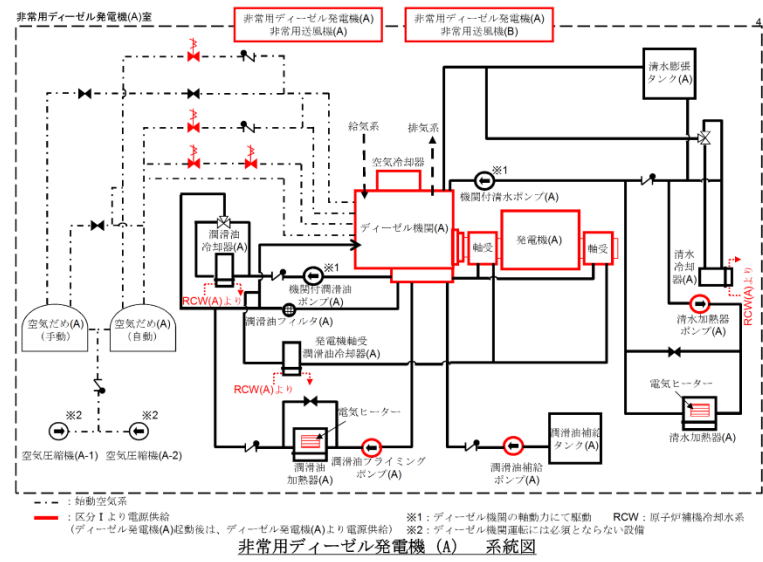 非常用ディーゼル発電機(A)室
非常用ディーゼル発電機(A)
非常用送風機(A)
非常用ディーゼル発電機(A)
非常用送風機(B)
4
清水膨張
タンク(A)
給気系
排気系
空気冷却器
※1
機関付清水ポンプ(A)
ディーゼル機関(A)
軸受
発電機(A)
軸受
潤滑油
冷却器(A)
RCW(A)より
※1
機関付潤滑油
ポンプ(A)
潤滑油フィルタ(A)
清水
冷却
器(A)
RCW(A)より
清水加熱器
ポンプ(A)
空気だめ(A)
(手動)
空気だめ(A)
(自動)
発電機軸受
潤滑油冷却器(A)
RCW(A)より
電気ヒーター
清水加熱器(A)
※2
※2
空気圧縮機(A-1)
空気圧縮機(A-2)
電気ヒーター
潤滑油
加熱器(A)
潤滑油プライミング
ポンプ(A)
潤滑油補給
ポンプ(A)
潤滑油補給
タンク(A)
：始動空気系
：区分Ⅰより電源供給
(ディーゼル発電機(A)起動後は、ディーゼル発電機(A)より電源供給)
※1：ディーゼル機関の軸動力にて駆動
RCW：原子炉補機冷却水系
※2：ディーゼル機関運転には必須とならない設備
非常用ディーゼル発電機 (A) 系統図